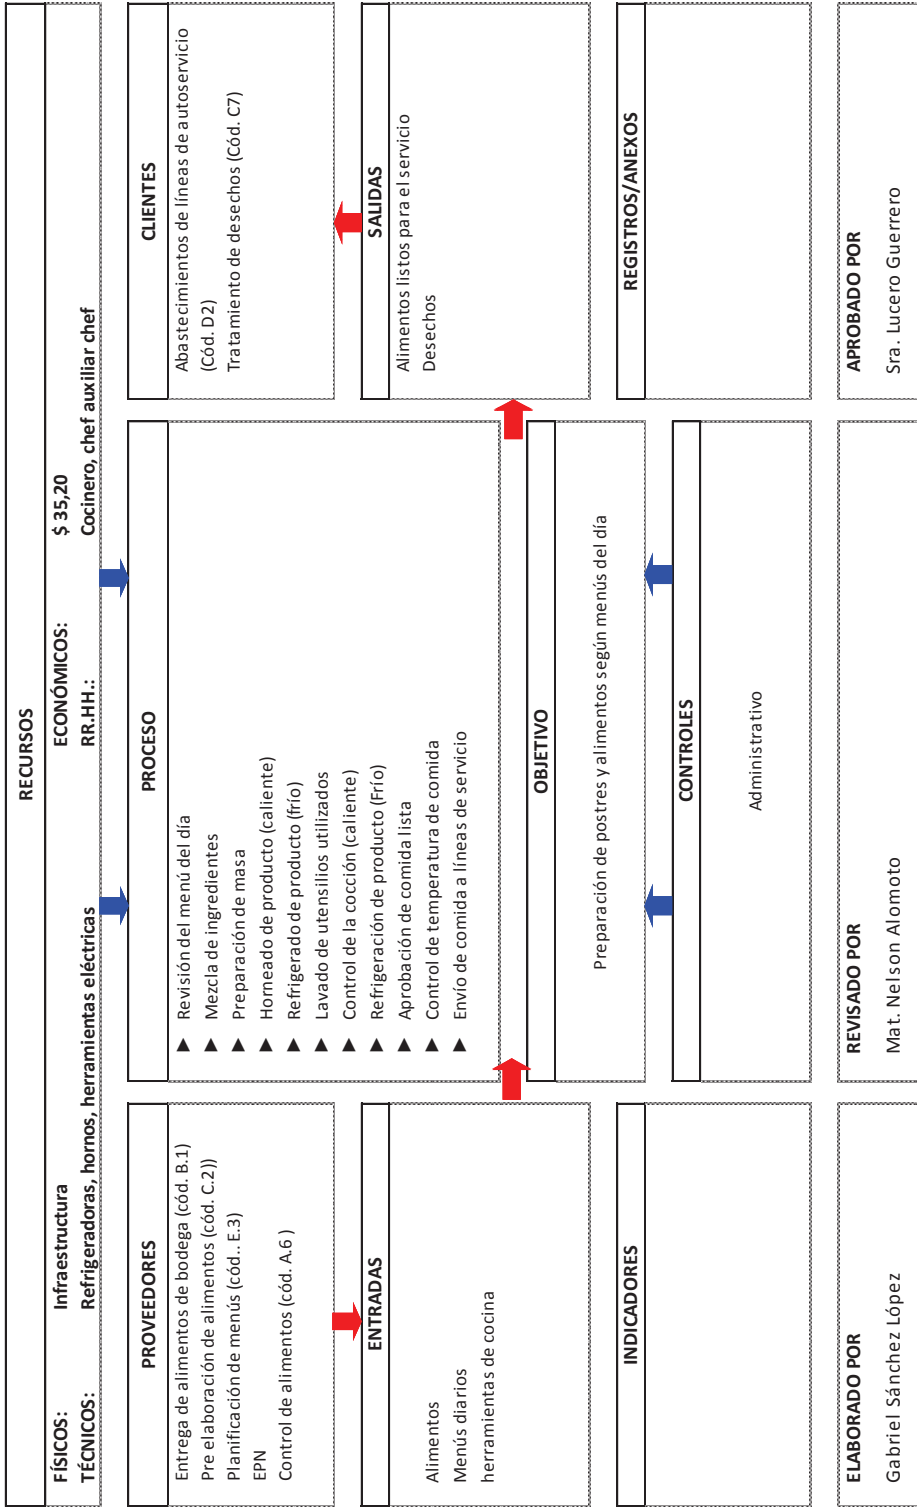 RECURSOS
FÍSICOS: Infraestructura ECONÓMICOS: $ 35,20
TÉCNICOS: Refrigeradoras, hornos, herramientas eléctricas RR.HH.: Cocinero, chef auxiliar chef
PROVEEDORES
Entrega de alimentos de bodega (cód. B.1)
Pre elaboración de alimentos (cód. C.2))
Planificación de menús (cód.. E.3)
EPN
Control de alimentos (cód. A.6 )
ENTRADAS
Alimentos
Menús diarios
herramientas de cocina
INDICADORES
PROCESO
▲ Revisión del menú del día
▲ Mezcla de ingredientes
▲ Preparación de masa
▲ Horneado de producto (caliente)
▲ Refrigerado de producto (frío)
▲ Lavado de utensilios utilizados
▲ Control de la cocción (caliente)
▲ Refrigeración de producto (Frío)
▲ Aprobación de comida lista
▲ Control de temperatura de comida
▲ Envío de comida a líneas de servicio
OBJETIVO
Preparación de postres y alimentos según menús del día
CONTROLES
Administrativo
CLIENTES
Abastecimientos de líneas de autoservicio
(Cód. D2)
Tratamiento de desechos (Cód. C7)
SALIDAS
Alimentos listos para el servicio
Desechos
REGISTROS/ANEXOS
ELABORADO POR
Gabriel Sánchez López
REVISADO POR
Mat. Nelson Alomoto
APROBADO POR
Sra. Lucero Guerrero